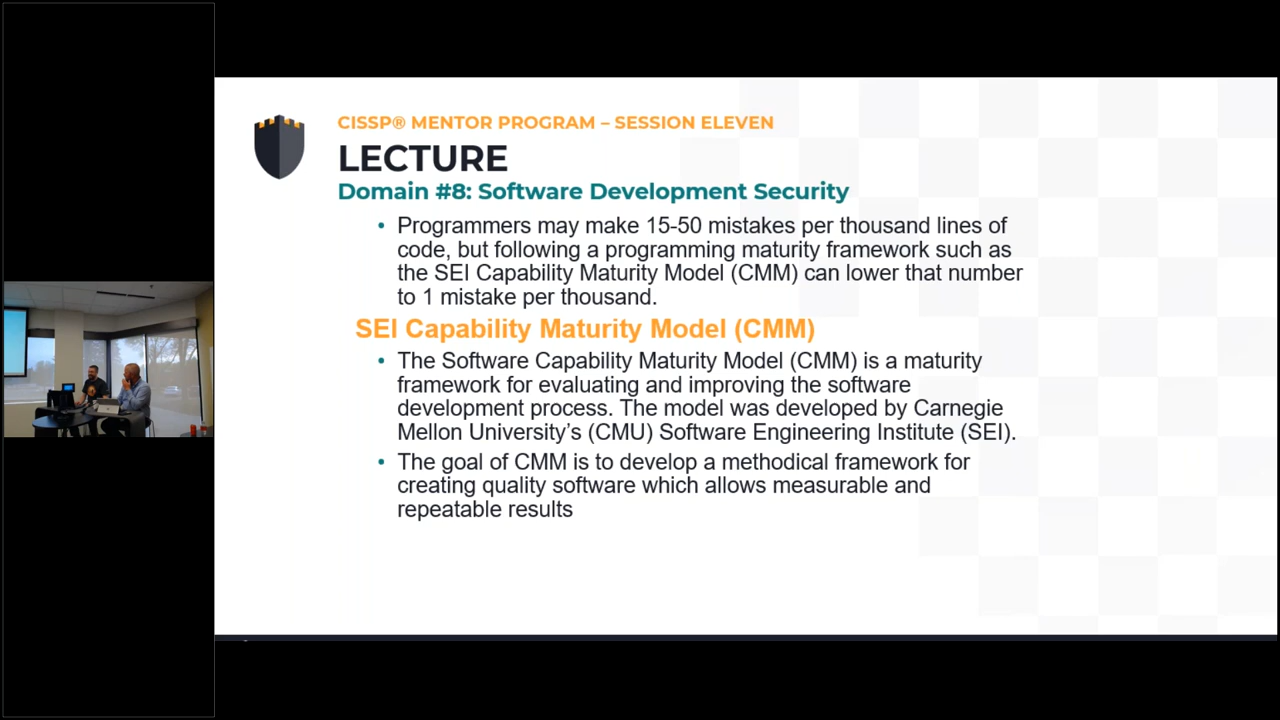 CISSP® MENTOR PROGRAM – SESSION ELEVEN
LECTURE
Domain #8: Software Development Security
• Programmers may make 15-50 mistakes per thousand lines of
code, but following a programming maturity framework such as
the SEI Capability Maturity Model (CMM) can lower that number
to 1 mistake per thousand.
SEI Capability Maturity Model (CMM)
• The Software Capability Maturity Model (CMM) is a maturity
framework for evaluating and improving the software
development process. The model was developed by Carnegie
Mellon University’s (CMU) Software Engineering Institute (SEI).
• The goal of CMM is to develop a methodical framework for
creating quality software which allows measurable and
repeatable results